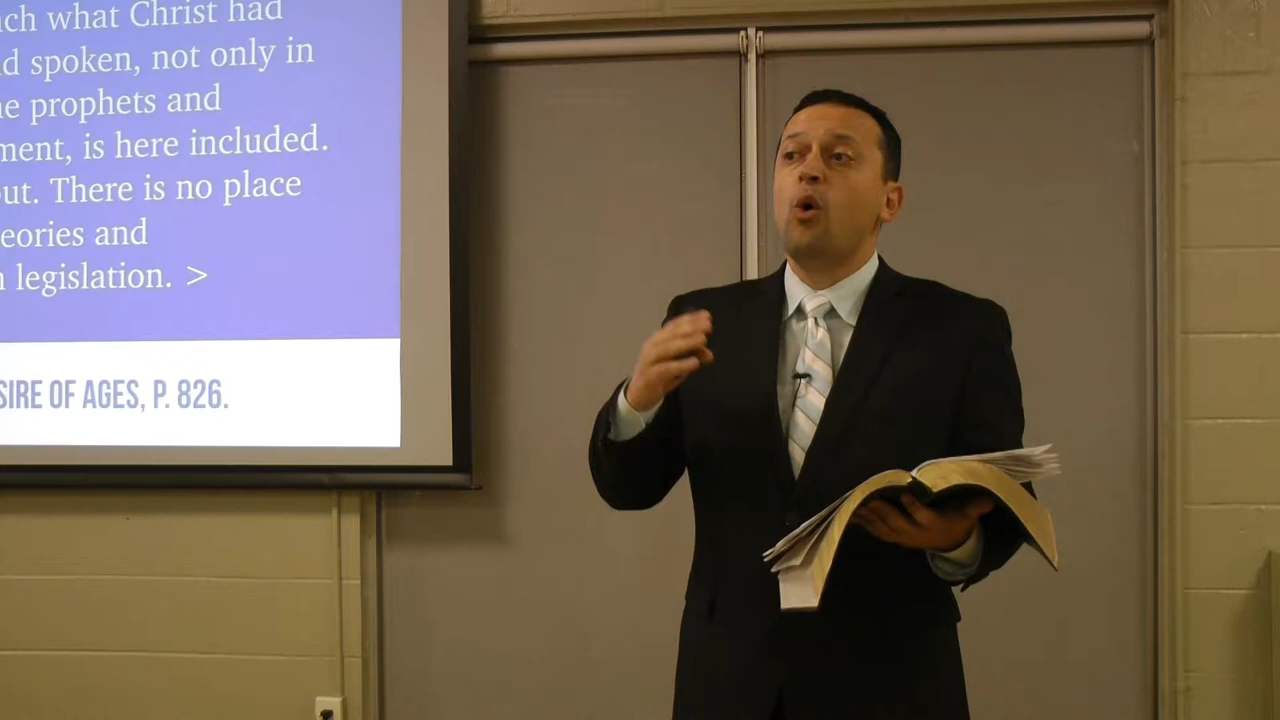 ch what Christ had
d spoken, not only in
e prophets and
ment, is here included.
out. There is no place
eories and
legislation. >
SIRE OF AGES, P. 826.